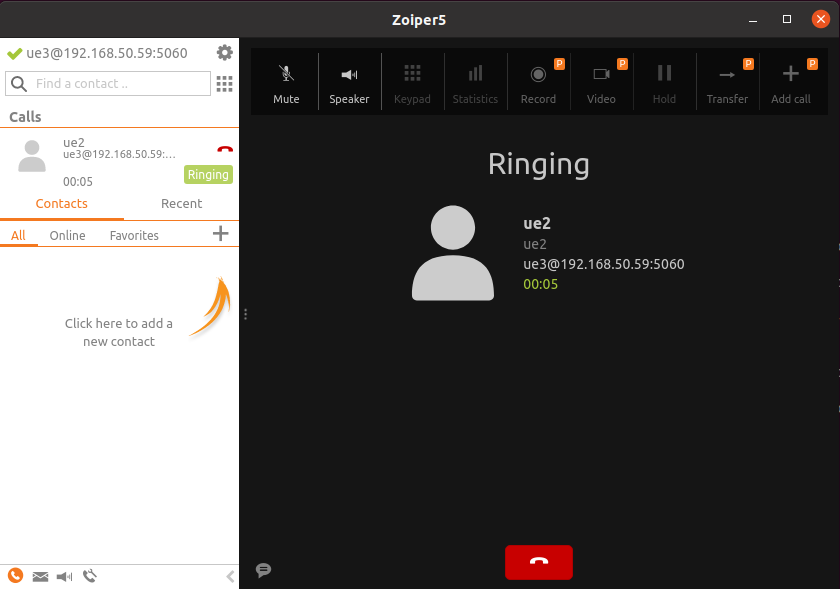 Zoiper5
ue3@192.168.50.59:5060
Find a contact ..
Calls
ue2
ue3@192.168.50.59:...
00:05
Ringing
Contacts
Recent
All
Online
Favorites
Click here to add a
new contact
Mute
Speaker
Keypad
Statistics
P
Record
P
Video
Hold
P
Transfer
P
Add call
Ringing
ue2
ue2
ue3@192.168.50.59:5060
00:05